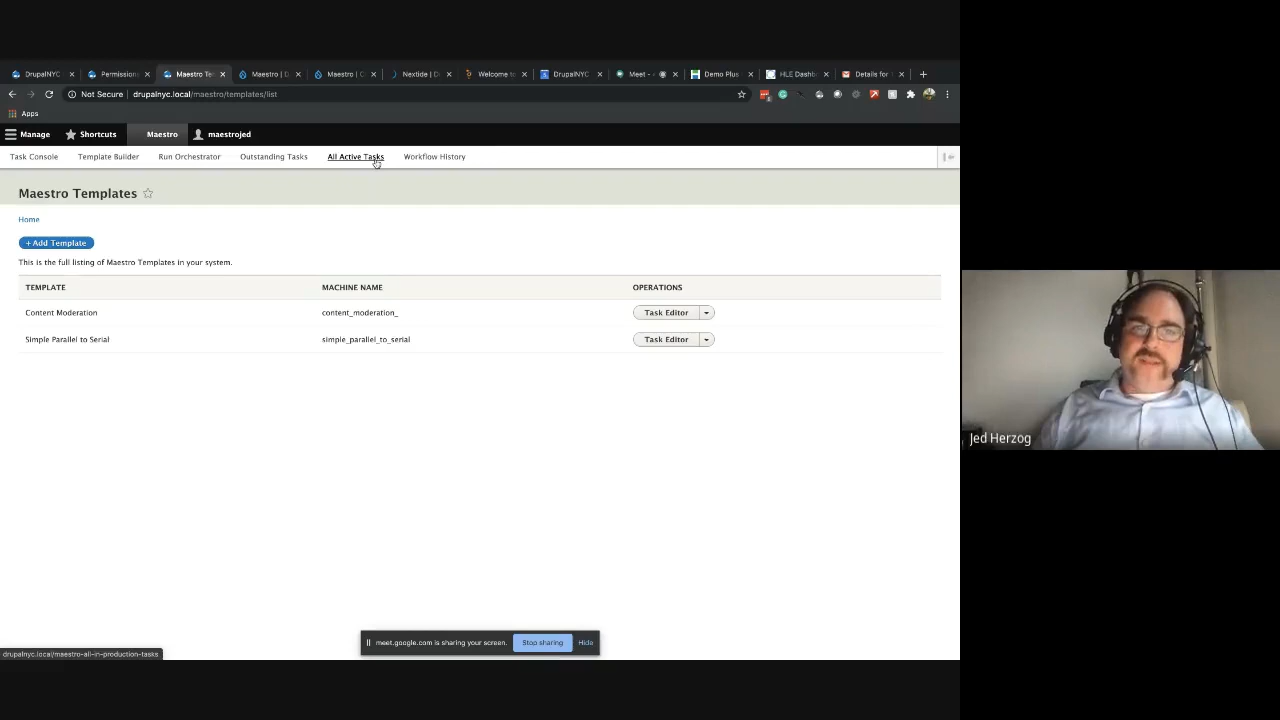 DrupalNYC
Permission
Maestro Te
Maestro | D
Maestro | C
Nextide | D
Welcome to
DrupalNYC
Meet -
Demo Plus
HLE Dashb
Details for
Not Secure
drupalnyc.local/maestro/templates/list
Apps
Manage
Shortcuts
Maestro
maestrojed
Task Console
Template Builder
Run Orchestrator
Outstanding Tasks
All Active Tasks
Workflow History
Maestro Templates
Home
+ Add Template
This is the full listing of Maestro Templates in your system.
TEMPLATE MACHINE NAME OPERATIONS
Content Moderation content_moderation_ Task Editor
Simple Parallel to Serial simple_parallel_to_serial Task Editor
Jed Herzog
meet.google.com is sharing your screen. Stop sharing Hide
drupalnyc.local/maestro-all-in-production-tasks